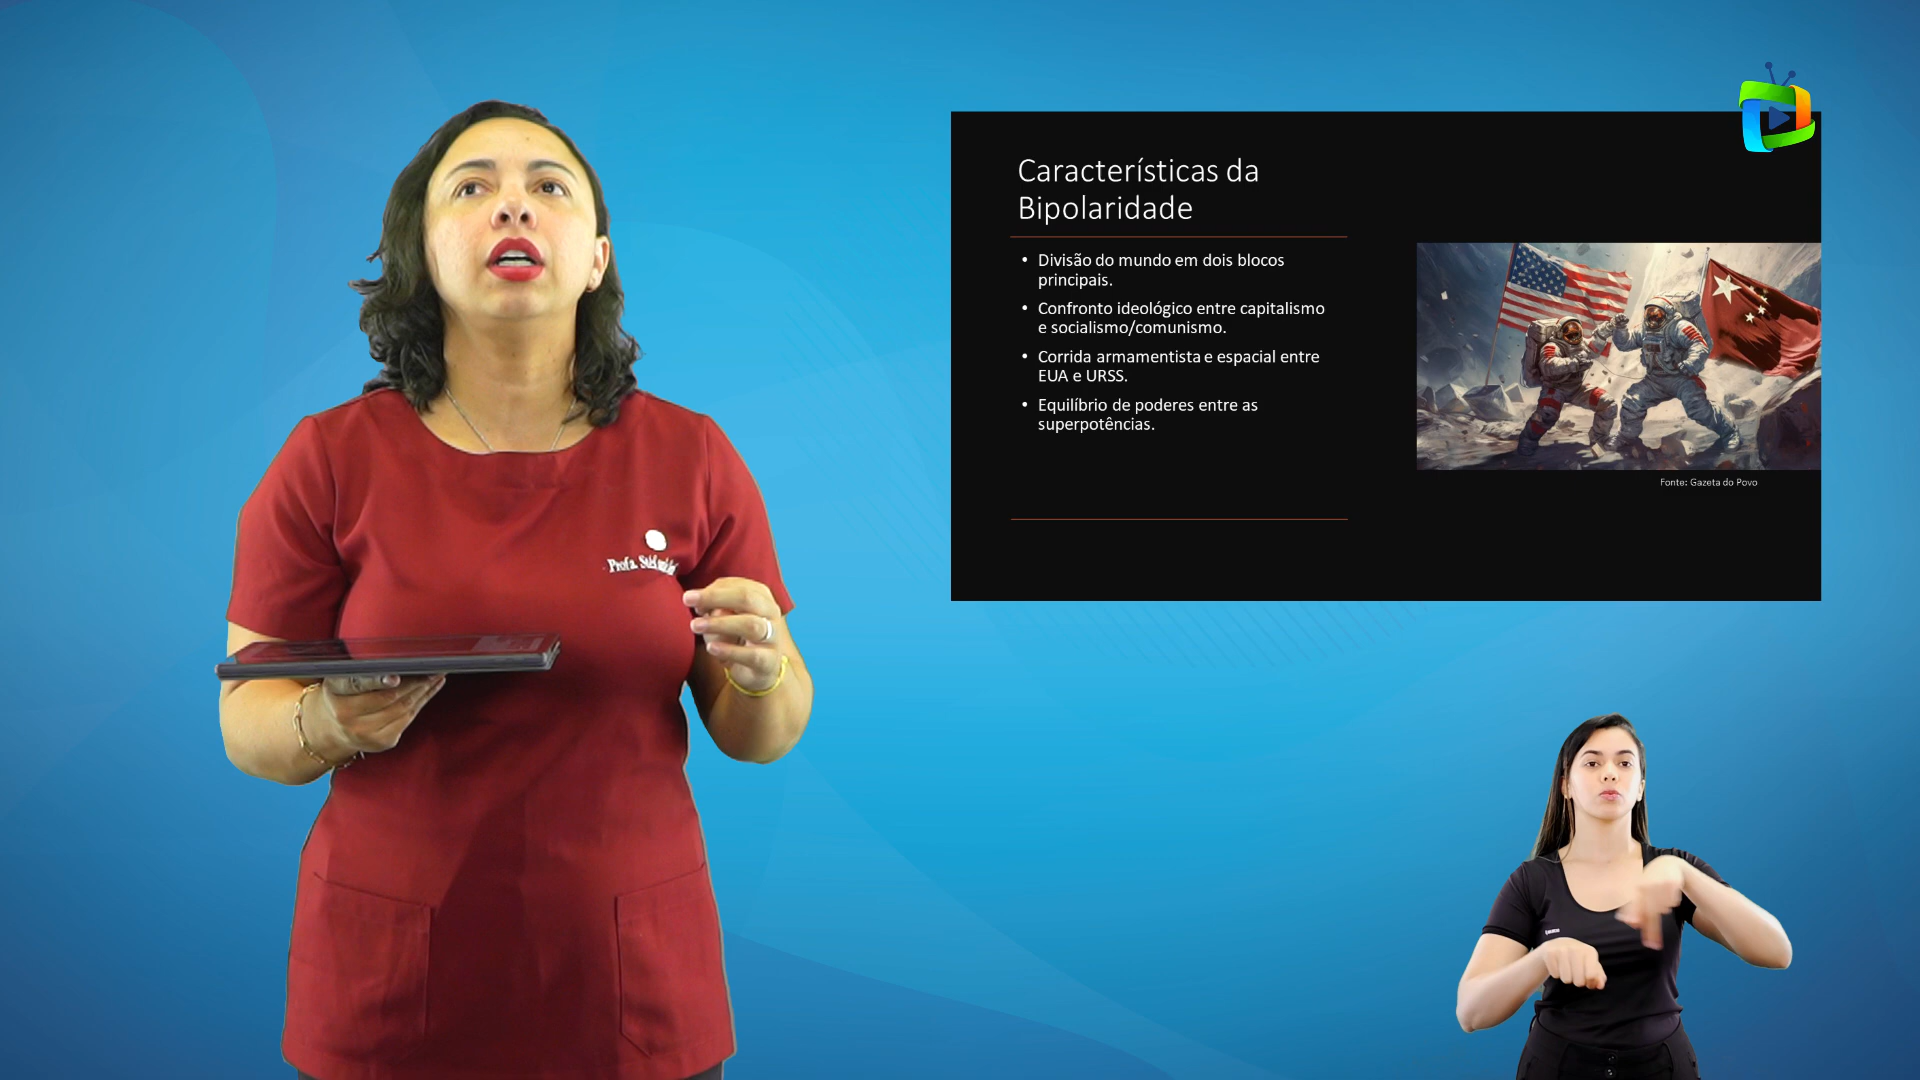 Características da
Bipolaridade
• Divisão do mundo em dois blocos
principais.
• Confronto ideológico entre capitalismo
e socialismo/comunismo.
• Corrida armamentista e espacial entre
EUA e URSS.
• Equilíbrio de poderes entre as
superpotências.
Fonte: Gazeta do Povo
Profa.